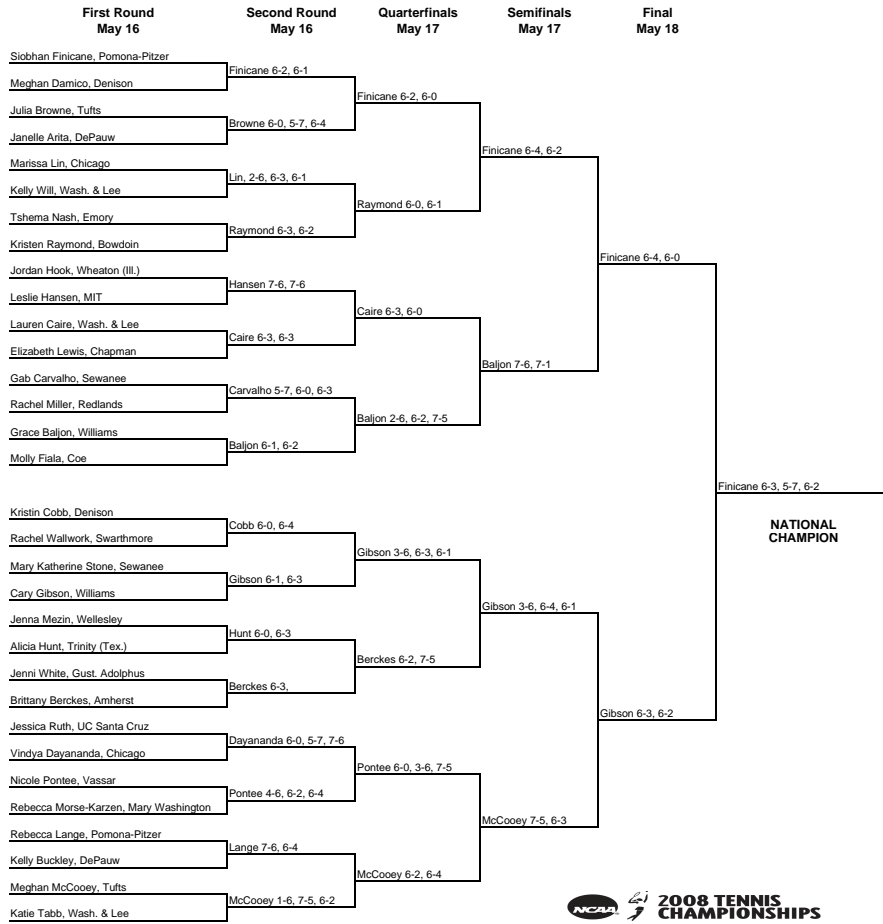 First Round
May 16
Second Round
May 16
Quarterfinals
May 17
Semifinals
May 17
Final
May 18
Siobhan Finicane, Pomona-Pitzer
Meghan Damico, Denison
Julia Browne, Tufts
Janelle Arita, DePauw
Marissa Lin, Chicago
Kelly Will, Wash. & Lee
Tshema Nash, Emory
Kristen Raymond, Bowdoin
Jordan Hook, Wheaton (Ill.)
Leslie Hansen, MIT
Lauren Caire, Wash. & Lee
Elizabeth Lewis, Chapman
Gab Carvalho, Sewanee
Rachel Miller, Redlands
Grace Baljon, Williams
Molly Fiala, Coe
Kristin Cobb, Denison
Rachel Wallwork, Swarthmore
Mary Katherine Stone, Sewanee
Cary Gibson, Williams
Jenna Mezin, Wellesley
Alicia Hunt, Trinity (Tex.)
Jenni White, Gust. Adolphus
Brittany Berckes, Amherst
Jessica Ruth, UC Santa Cruz
Vindya Dayananda, Chicago
Nicole Pontee, Vassar
Rebecca Morse-Karzen, Mary Washington
Rebecca Lange, Pomona-Pitzer
Kelly Buckley, DePauw
Meghan McCooey, Tufts
Katie Tabb, Wash. & Lee
Finicane 6-2, 6-1
Browne 6-0, 5-7, 6-4
Lin, 2-6, 6-3, 6-1
Raymond 6-3, 6-2
Hansen 7-6, 7-6
Caire 6-3, 6-3
Carvalho 5-7, 6-0, 6-3
Baljon 6-1, 6-2
Cobb 6-0, 6-4
Gibson 6-1, 6-3
Hunt 6-0, 6-3
Berckes 6-3,
Dayananda 6-0, 5-7, 7-6
Pontee 4-6, 6-2, 6-4
Lange 7-6, 6-4
McCooey 1-6, 7-5, 6-2
Finicane 6-2, 6-0
Raymond 6-0, 6-1
Caire 6-3, 6-0
Baljon 2-6, 6-2, 7-5
Gibson 3-6, 6-3, 6-1
Berckes 6-2, 7-5
Pontee 6-0, 3-6, 7-5
McCooey 6-2, 6-4
Finicane 6-4, 6-2
Baljon 7-6, 7-1
Gibson 3-6, 6-4, 6-1
McCooey 7-5, 6-3
Finicane 6-4, 6-0
Gibson 6-3, 6-2
Finicane 6-3, 5-7, 6-2
NATIONAL
CHAMPION
NCAA
2008 TENNIS
CHAMPIONSHIPS